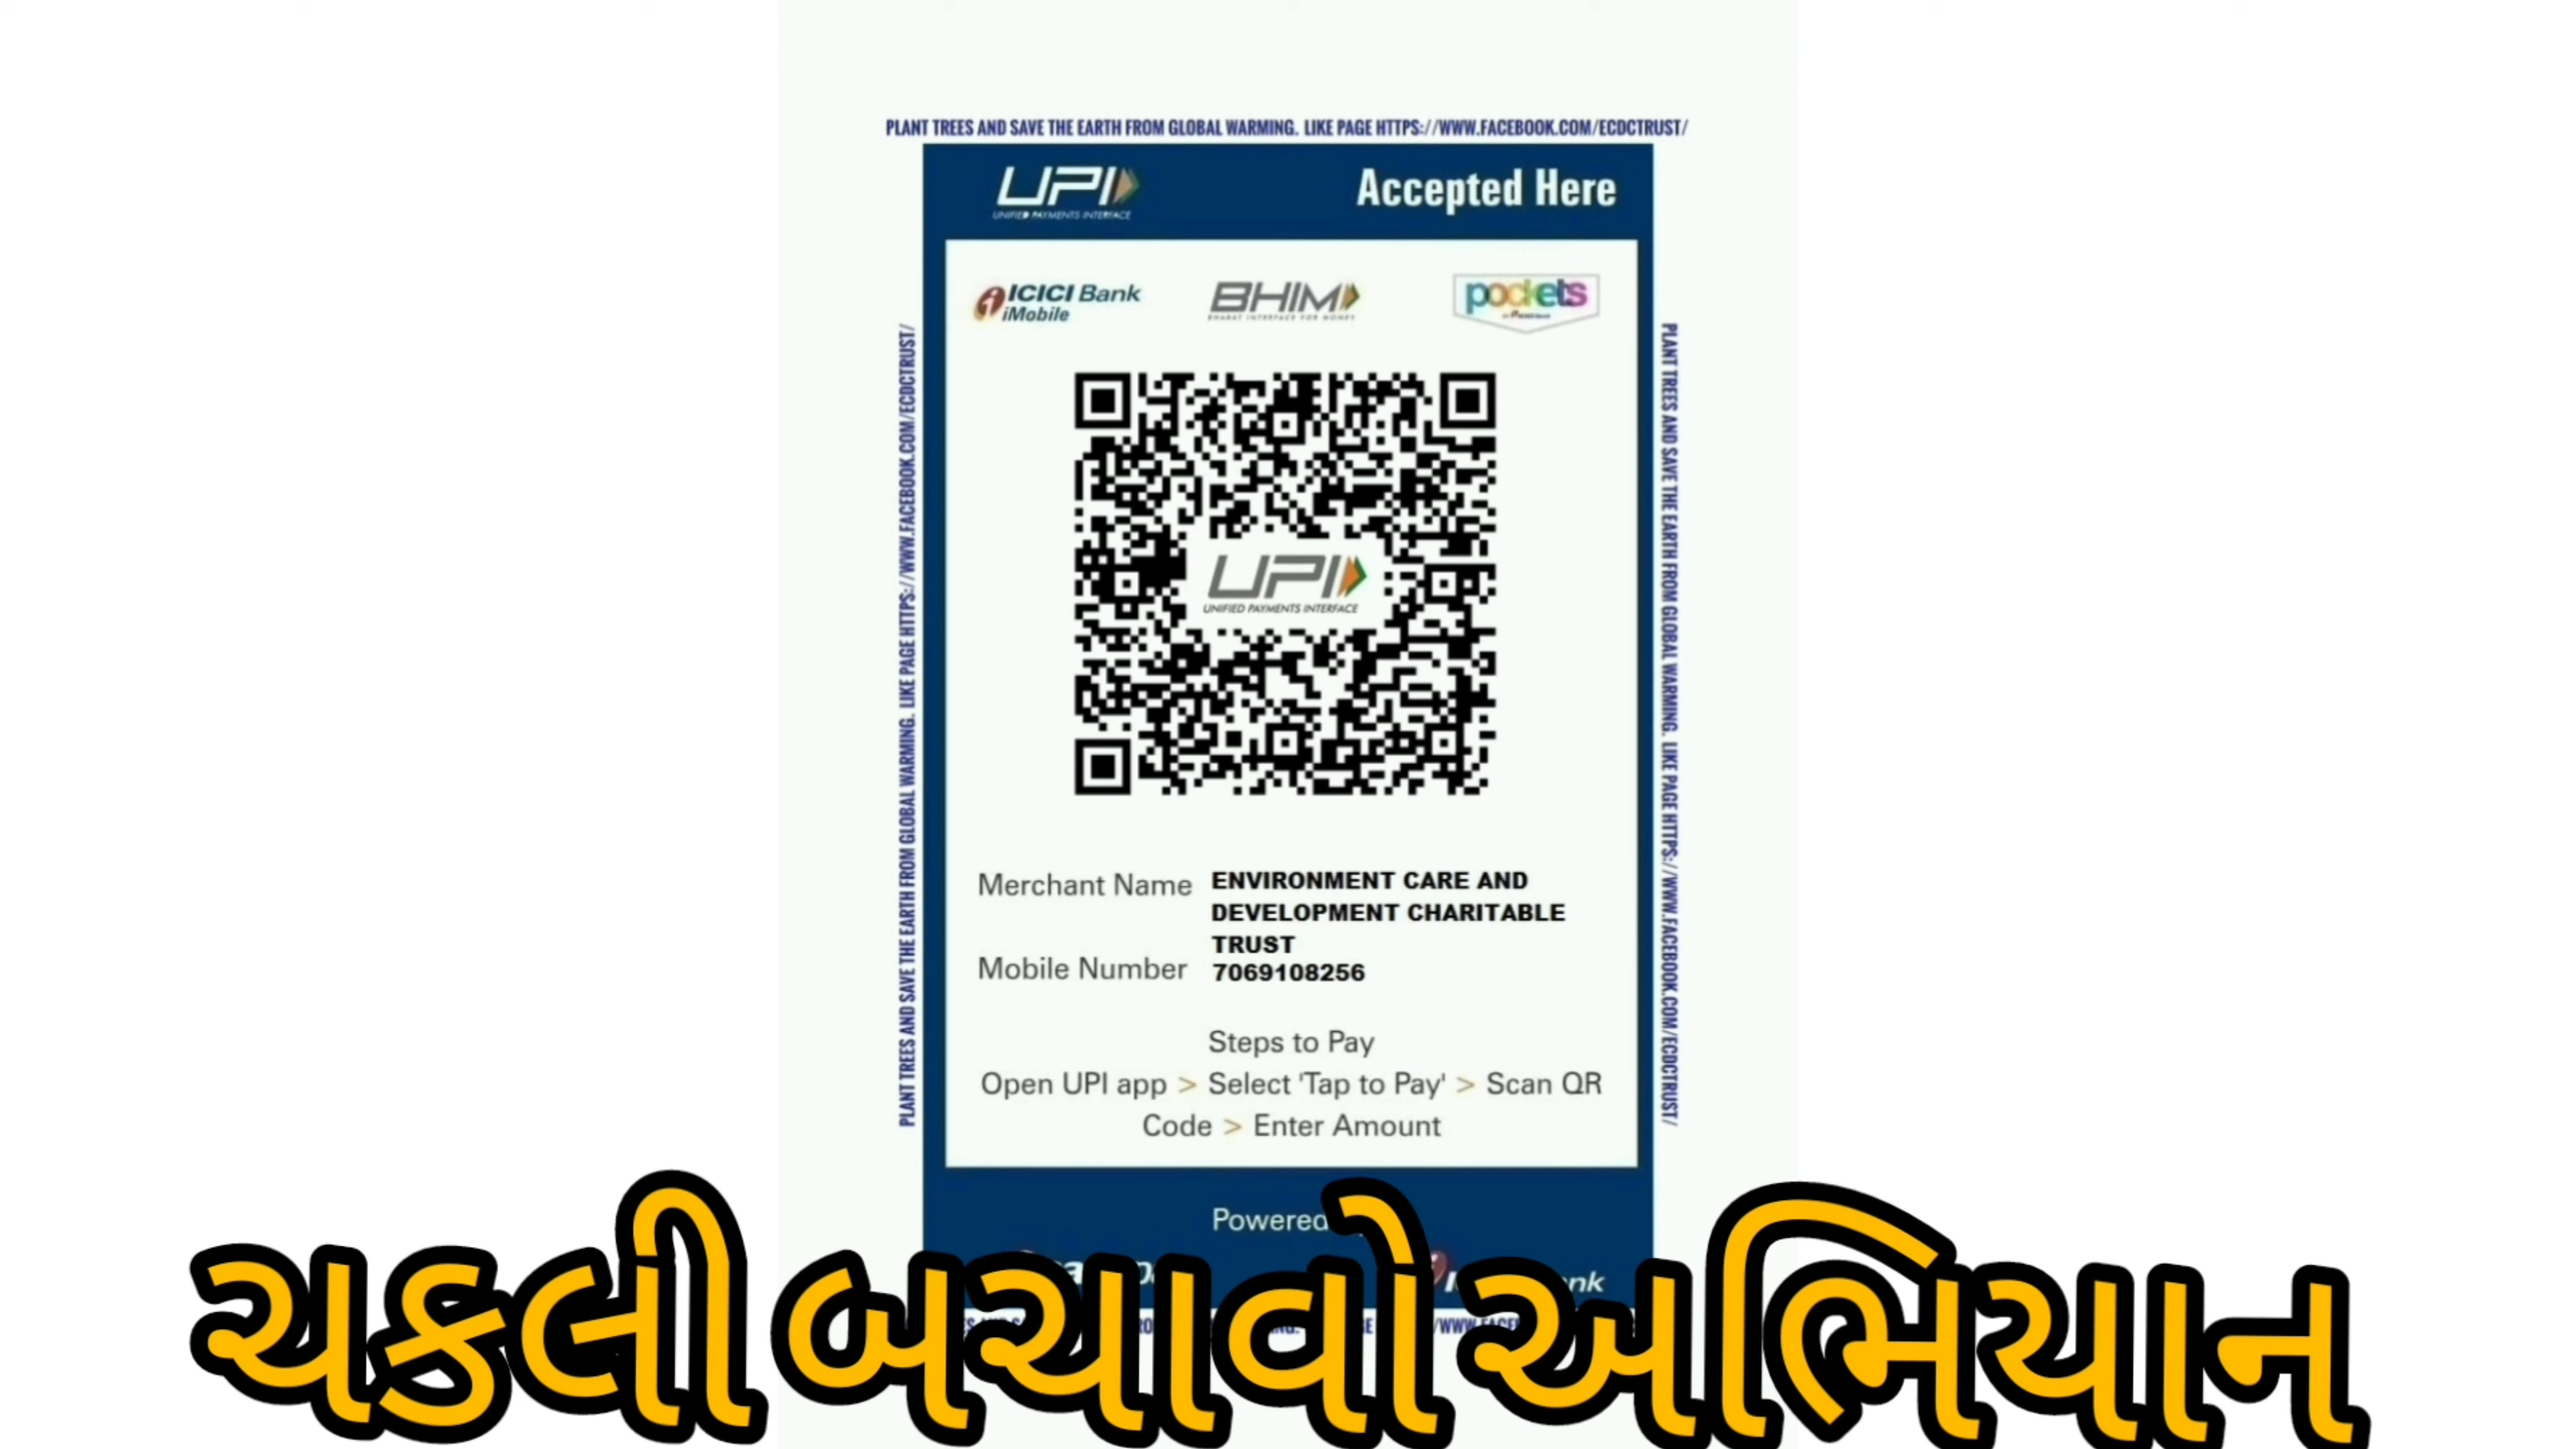 PLANT TREES AND SAVE THE EARTH FROM GLOBAL WARMING. LIKE PAGE HTTPS://WWW.FACEBOOK.COM/ECDCTRUST/
UPI
UNIFIED PAYMENTS INTERFACE
Accepted Here
ICICI Bank
iMobile
BHIM
BHARAT INTERFACE FOR MONEY
pockets
PLANT TREES AND SAVE THE EARTH FROM GLOBAL WARMING. LIKE PAGE HTTPS://WWW.FACEBOOK.COM/ECDCTRUST/
PLANT TREES AND SAVE THE EARTH FROM GLOBAL WARMING. LIKE PAGE HTTPS://WWW.FACEBOOK.COM/ECDCTRUST/
UPI
UNIFIED PAYMENTS INTERFACE
Merchant Name ENVIRONMENT CARE AND
DEVELOPMENT CHARITABLE
TRUST
Mobile Number 7069108256
Steps to Pay
Open UPI app > Select 'Tap to Pay' > Scan QR
Code > Enter Amount
Powered
ચકલી બચાવો અભિયાન